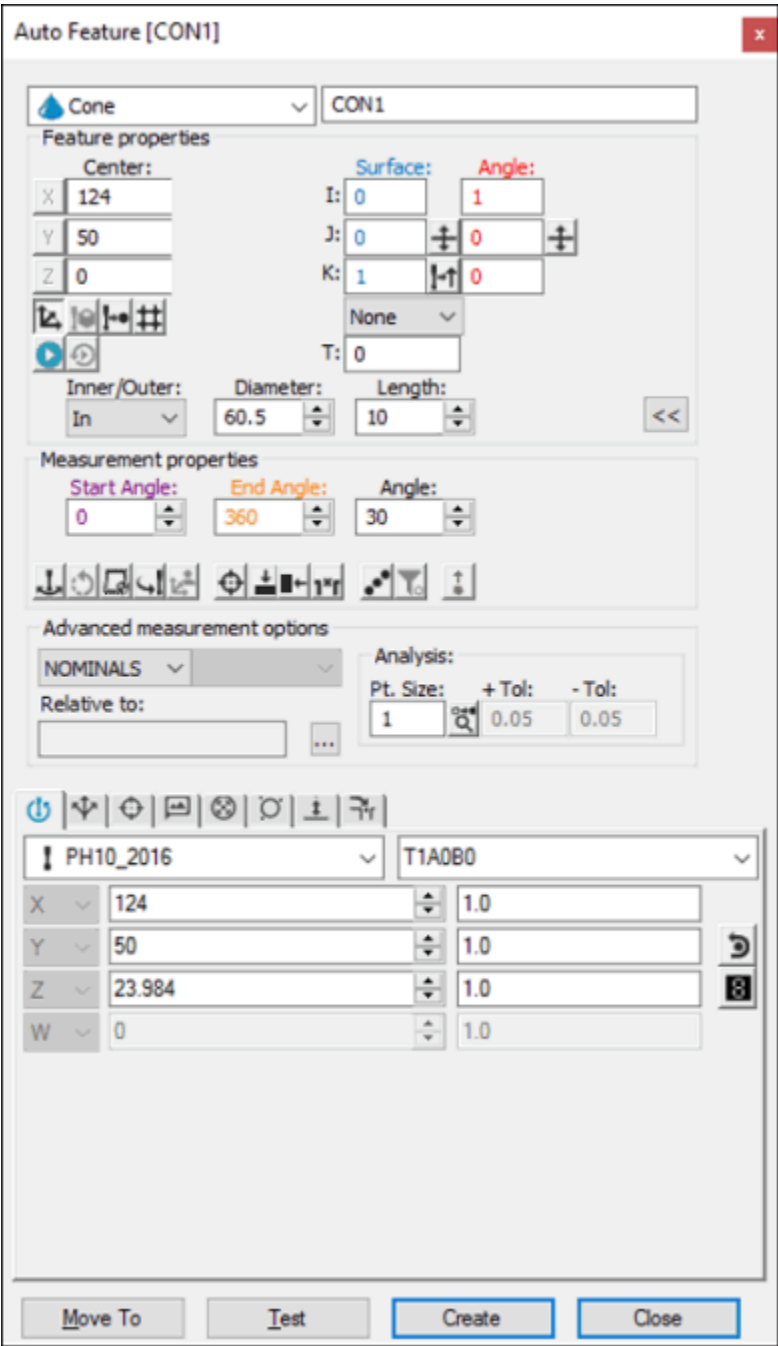 Auto Feature [CON1]
x
Cone CON1
Feature properties
Center: Surface: Angle:
X 124 I: 0 1
Y 50 J: 0 0
Z 0 K: 1 0
None
T: 0
Inner/Outer: Diameter: Length:
In 60.5 10 <<
Measurement properties
Start Angle: End Angle: Angle:
0 360 30
Advanced measurement options
NOMINALS
Analysis:
Relative to:
Pt. Size: + Tol: - Tol:
1 0.05 0.05
...
PH10_2016 T1A0B0
X 124 1.0
Y 50 1.0
Z 23.984 1.0
W 0 1.0
8
Move To Test Create Close